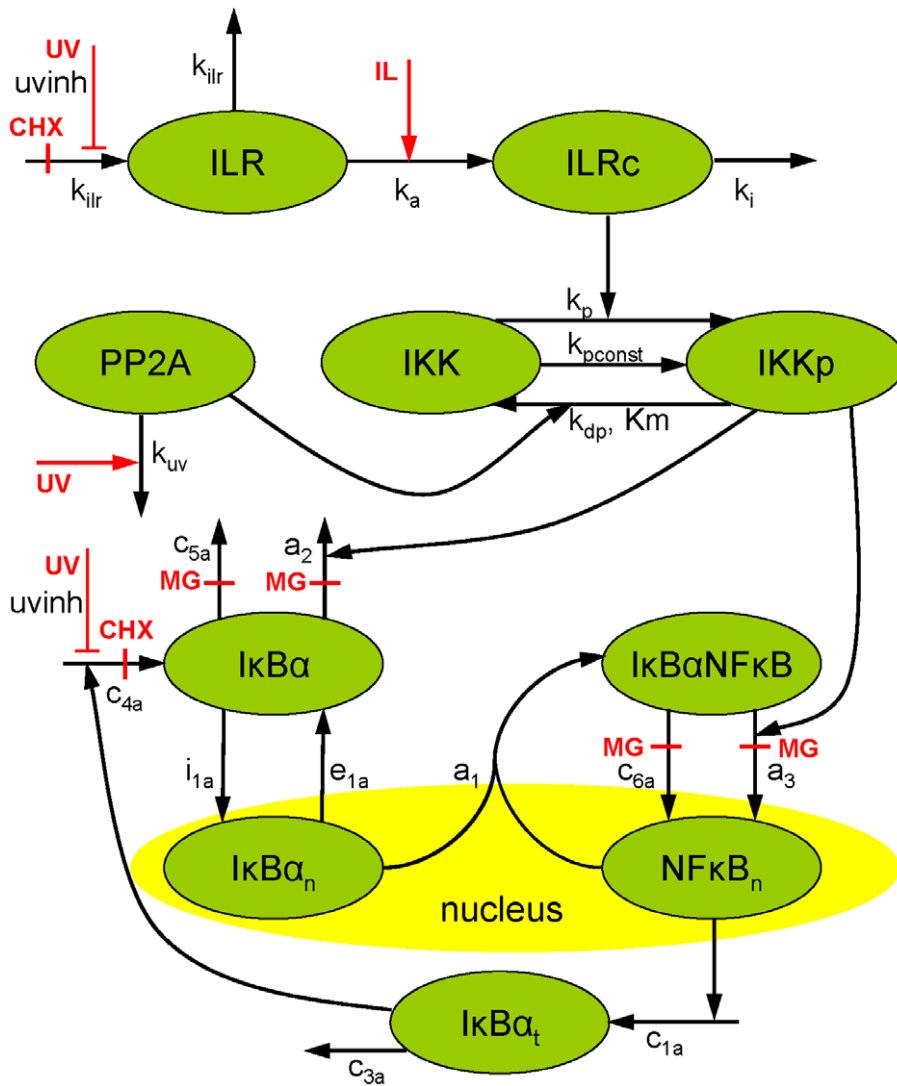 UV
uvinh
CHX
k_ilr
k_ilr
ILR
IL
k_a
ILRc
k_i
PP2A
UV
k_uv
IKK
k_p
k_pconst
k_dp, Km
IKKp
UV
uvinh
CHX
c_4a
c_5a
MG
a_2
MG
IκBα
IκBαNFκB
i_1a
e_1a
a_1
MG
c_6a
MG
a_3
IκBα_n
NFκB_n
nucleus
IκBα_t
c_1a
c_3a